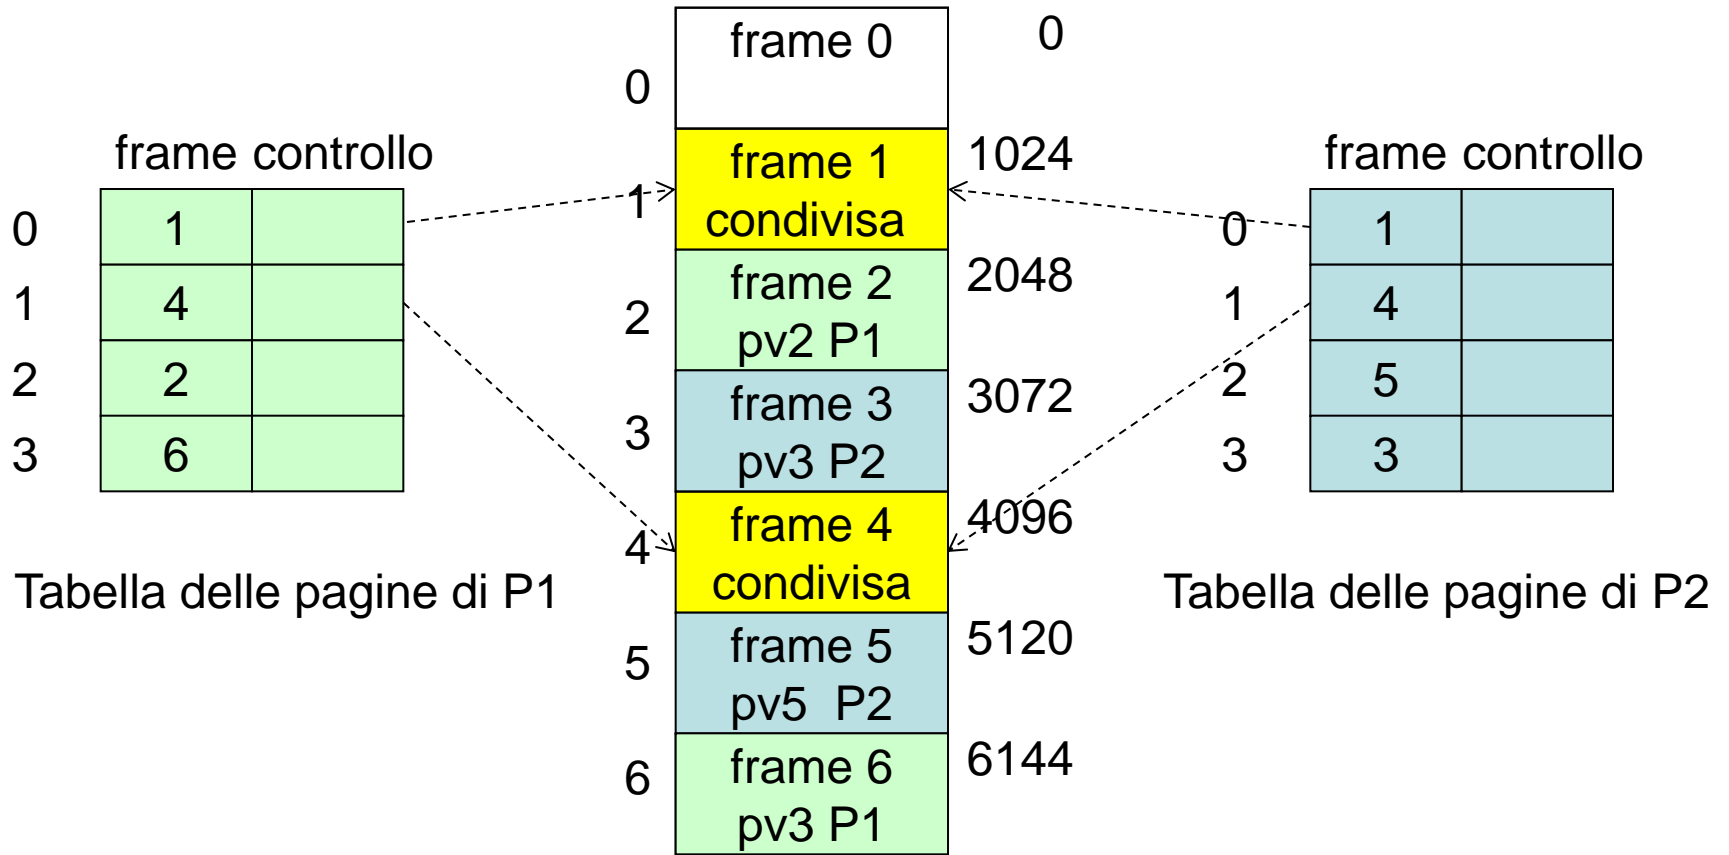 frame controllo
0 1
1 4
2 2
3 6
Tabella delle pagine di P1
0
frame 0
0
1
frame 1
condivisa
1024
2
frame 2
pv2 P1
2048
3
frame 3
pv3 P2
3072
4
frame 4
condivisa
4096
5
frame 5
pv5 P2
5120
6
frame 6
pv3 P1
6144
frame controllo
0 1
1 4
2 5
3 3
Tabella delle pagine di P2